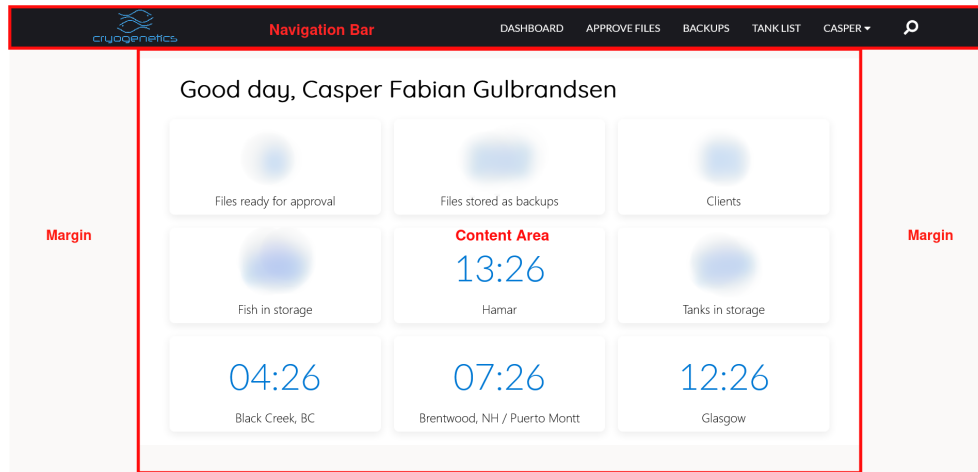 cryogenetics
Navigation Bar
DASHBOARD
APPROVE FILES
BACKUPS
TANK LIST
CASPER
Good day, Casper Fabian Gulbrandsen
Files ready for approval
Files stored as backups
Clients
Margin
Content Area
Margin
Fish in storage
13:26
Hamar
Tanks in storage
04:26
Black Creek, BC
07:26
Brentwood, NH / Puerto Montt
12:26
Glasgow